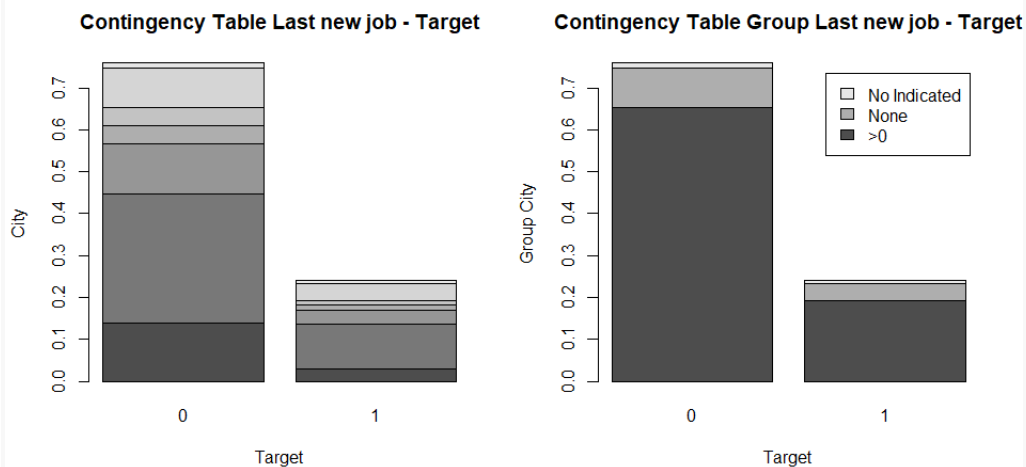 Contingency Table Last new job - Target
City
0.0
0.1
0.2
0.3
0.4
0.5
0.6
0.7
0
1
Target
Contingency Table Group Last new job - Target
Group City
0.0
0.1
0.2
0.3
0.4
0.5
0.6
0.7
No Indicated
None
>0
0
1
Target